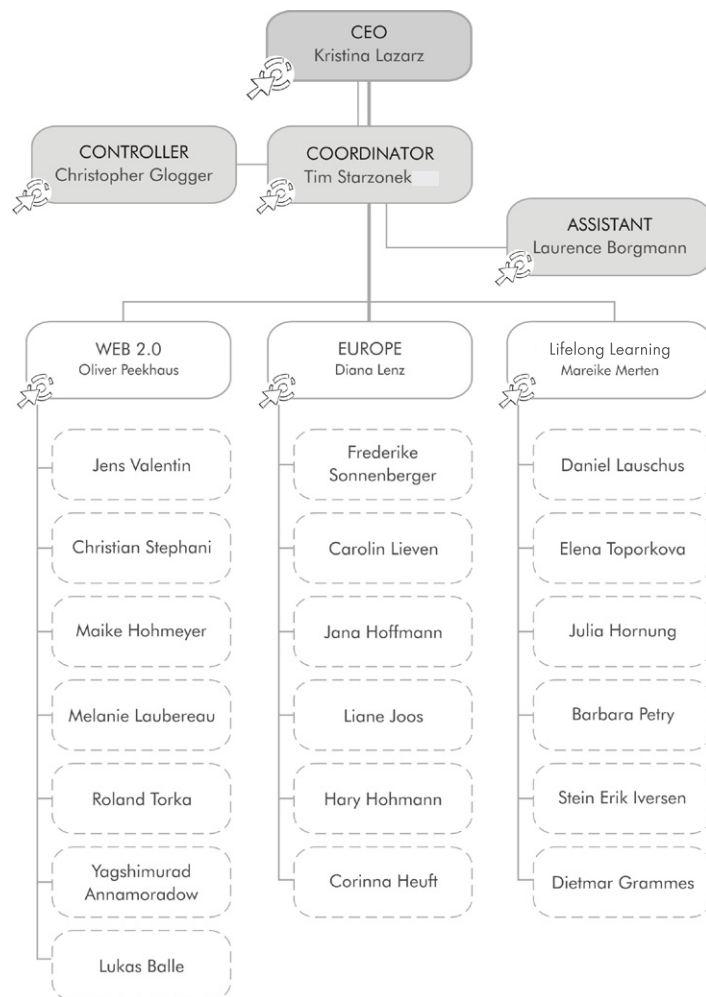 CEO
Kristina Lazarz
CONTROLLER
Christopher Glogger
COORDINATOR
Tim Starzonek
ASSISTANT
Laurence Borgmann
WEB 2.0
Oliver Peekhaus
EUROPE
Diana Lenz
Lifelong Learning
Mareike Merten
Jens Valentin
Christian Stephani
Maike Hohmeyer
Melanie Laubereau
Roland Torka
Yagshimurad
Annamoradow
Lukas Balle
Frederike
Sonnenberger
Carolin Lieven
Jana Hoffmann
Liane Joos
Hary Hohmann
Corinna Heuft
Daniel Lauschus
Elena Toporkova
Julia Hornung
Barbara Petry
Stein Erik Iversen
Dietmar Grammes